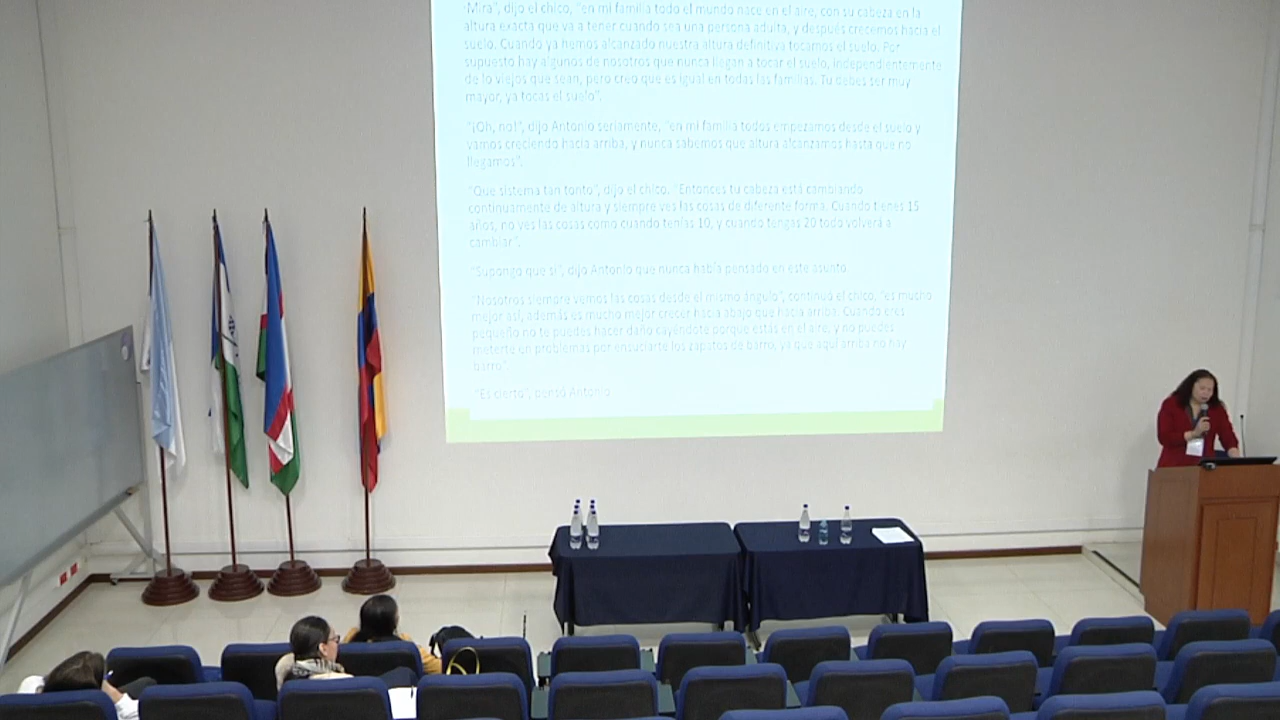 "Mira", dijo el chico, "en mi familia todo el mundo nace en el aire, con su cabeza en la
altura exacta que va a tener cuando sea una persona adulta, y después crecemos hacia el
suelo. Cuando ya hemos alcanzado nuestra altura definitiva tocamos el suelo. Por
supuesto hay algunos de nosotros que nunca llegan a tocar el suelo, independientemente
de lo viejos que sean, pero creo que es igual en todas las familias. Tu debes ser muy
mayor, ya tocas el suelo".
"¡Oh, no!", dijo Antonio seriamente, "en mi familia todos empezamos desde el suelo y
vamos creciendo hacia arriba, y nunca sabemos que altura alcanzamos hasta que no
llegamos".
"Que sistema tan tonto", dijo el chico. "Entonces tu cabeza está cambiando
continuamente de altura y siempre ves las cosas de diferente forma. Cuando tienes 15
años, no ves las cosas como cuando tenías 10, y cuando tengas 20 todo volverá a
cambiar".
"Supongo que si", dijo Antonio que nunca había pensado en este asunto.
"Nosotros siempre vemos las cosas desde el mismo ángulo", continúa el chico, "es mucho
mejor así; además es mucho mejor crecer hacia abajo que hacia arriba. Cuando eres
pequeño no te puedes hacer daño cayéndote porque estás en el aire, y no puedes
meterte en problemas por ensuciarte los zapatos de barro, ya que aquí arriba no hay
barro".
"Es cierto", pensó Antonio